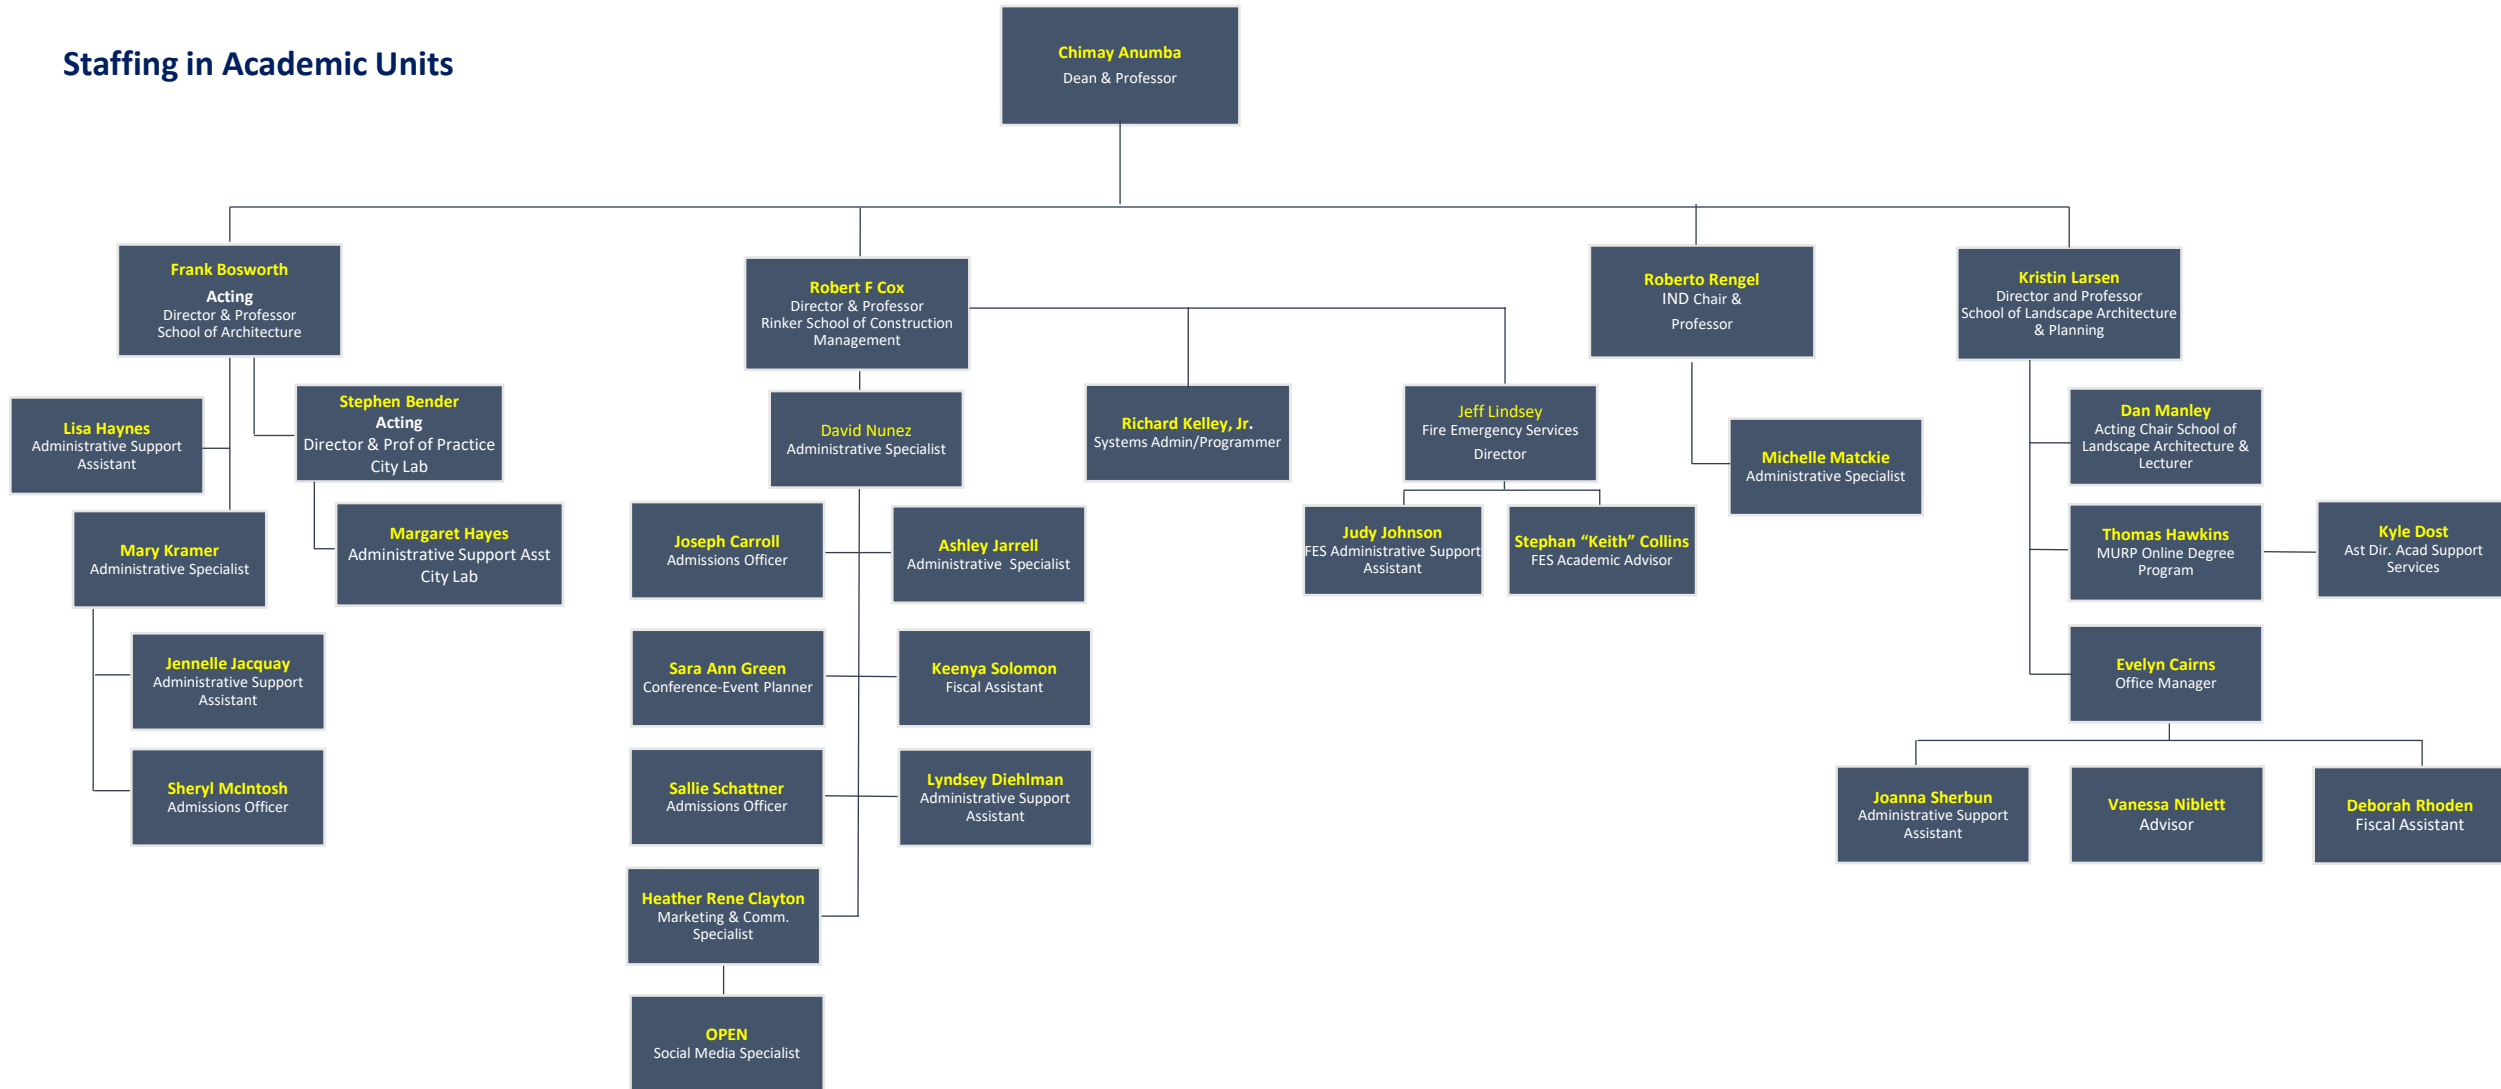 Staffing in Academic Units
Chimay Anumba
Dean & Professor
Frank Bosworth
Acting
Director & Professor
School of Architecture
Lisa Haynes
Administrative Support
Assistant
Stephen Bender
Acting
Director & Prof of Practice
City Lab
Mary Kramer
Administrative Specialist
Margaret Hayes
Administrative Support Asst
City Lab
Jennelle Jacquay
Administrative Support
Assistant
Sheryl McIntosh
Admissions Officer
Robert F Cox
Director & Professor
Rinker School of Construction
Management
David Nunez
Administrative Specialist
Richard Kelley, Jr.
Systems Admin/Programmer
Jeff Lindsey
Fire Emergency Services
Director
Joseph Carroll
Admissions Officer
Ashley Jarrell
Administrative Specialist
Judy Johnson
FES Administrative Support
Assistant
Stephan “Keith” Collins
FES Academic Advisor
Sara Ann Green
Conference-Event Planner
Keenya Solomon
Fiscal Assistant
Sallie Schattner
Admissions Officer
Lyndsey Diehlman
Administrative Support
Assistant
Heather Rene Clayton
Marketing & Comm.
Specialist
OPEN
Social Media Specialist
Roberto Rengel
IND Chair &
Professor
Michelle Matckie
Administrative Specialist
Kristin Larsen
Director and Professor
School of Landscape Architecture
& Planning
Dan Manley
Acting Chair School of
Landscape Architecture &
Lecturer
Thomas Hawkins
MURP Online Degree
Program
Kyle Dost
Ast Dir. Acad Support
Services
Evelyn Cairns
Office Manager
Joanna Sherbun
Administrative Support
Assistant
Vanessa Niblett
Advisor
Deborah Rhoden
Fiscal Assistant